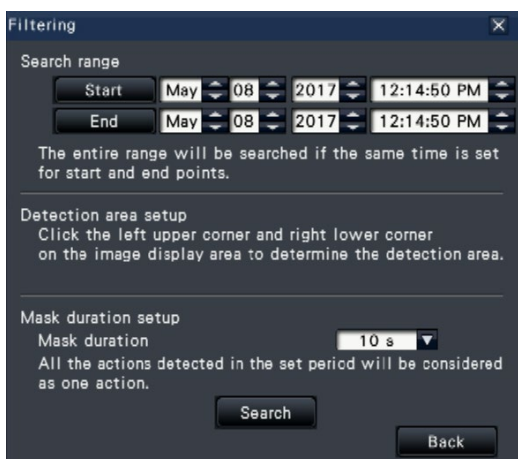 Filtering
Search range
Start May 08 2017 12:14:50 PM
End May 08 2017 12:14:50 PM
The entire range will be searched if the same time is set
for start and end points.
Detection area setup
Click the left upper corner and right lower corner
on the image display area to determine the detection area.
Mask duration setup
Mask duration 10 s
All the actions detected in the set period will be considered
as one action.
Search
Back